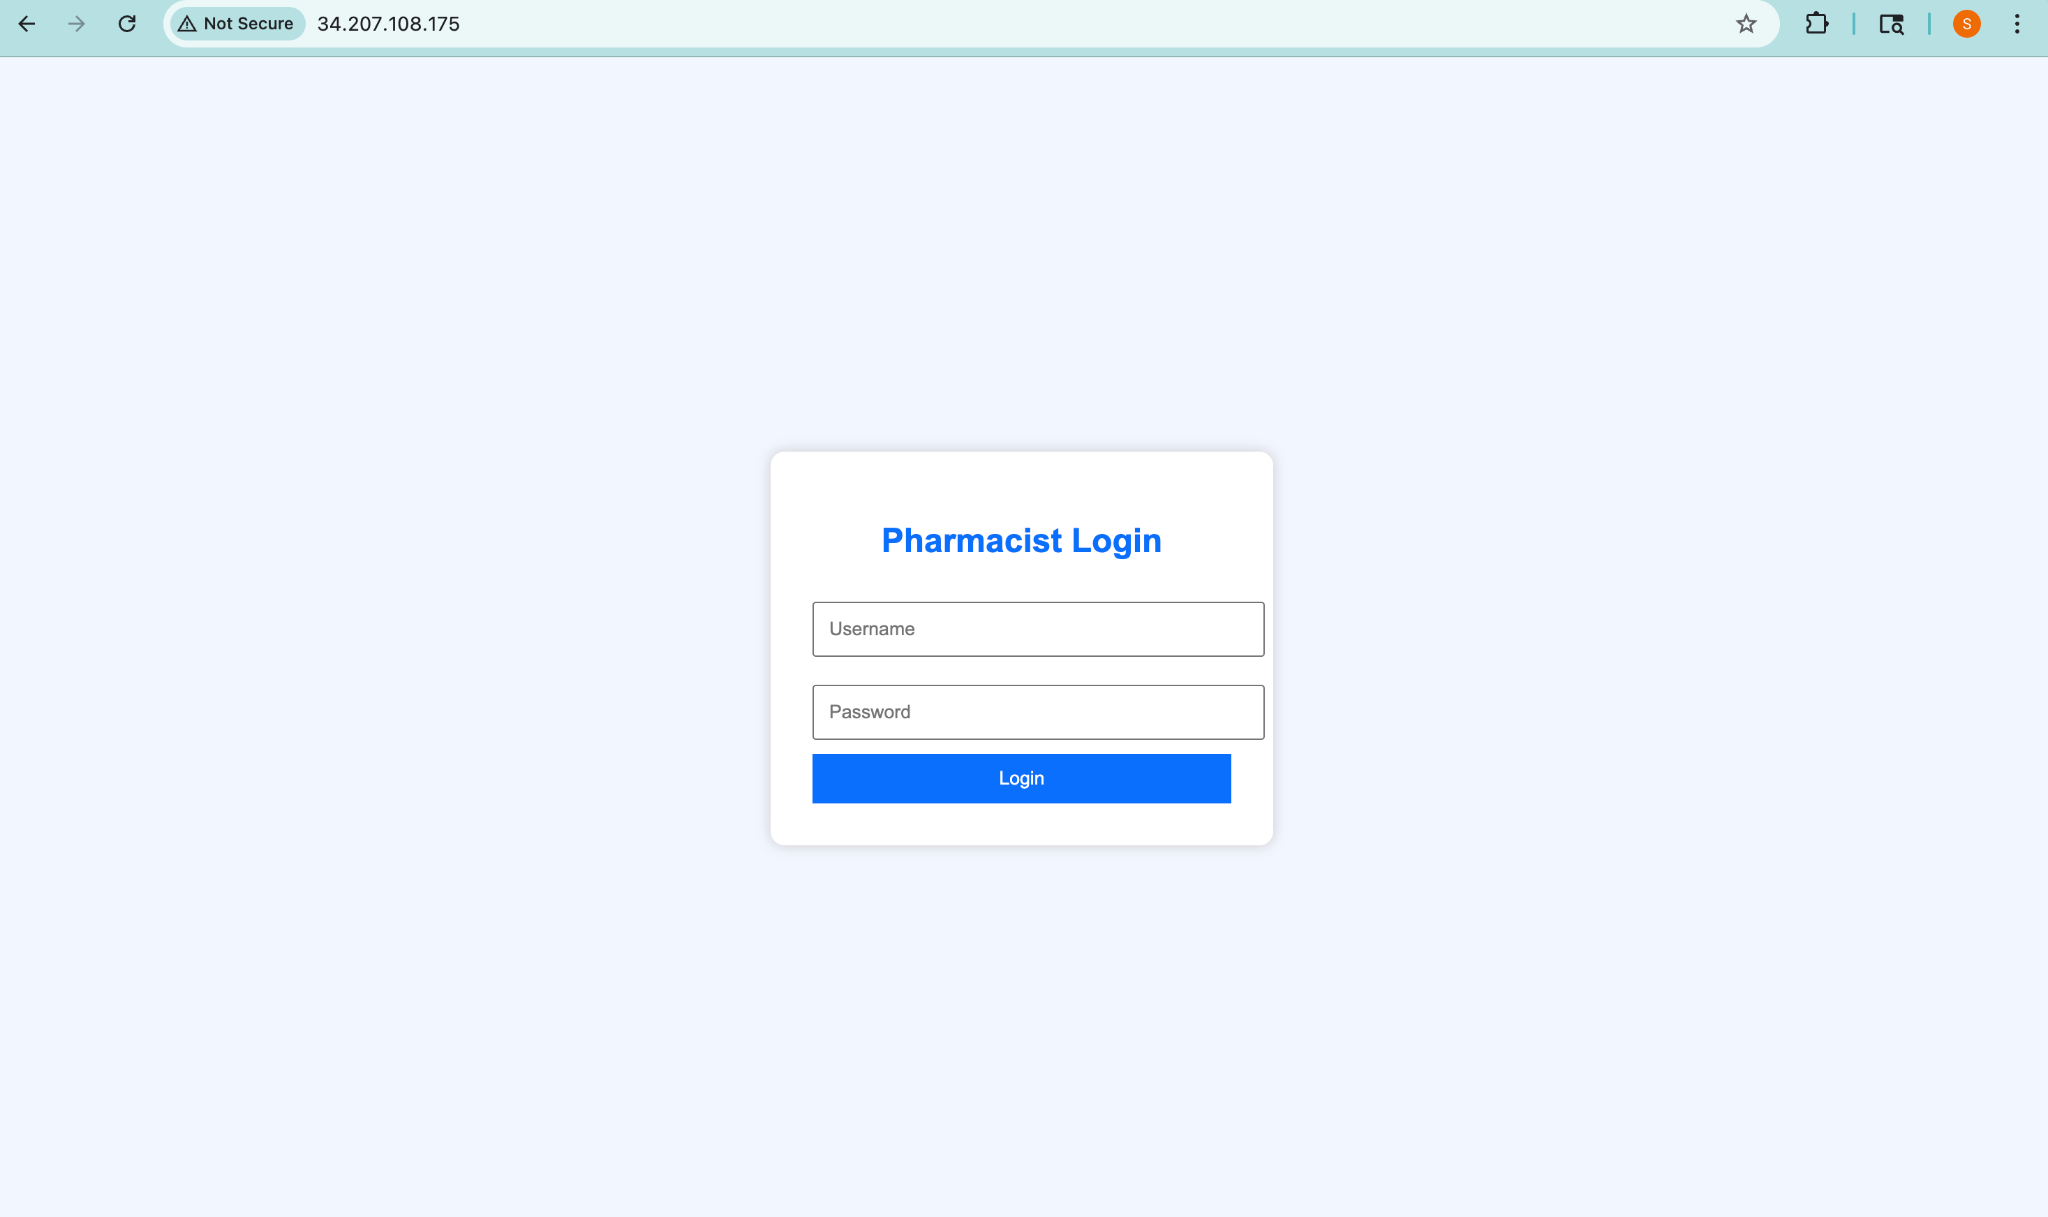 Not Secure 34.207.108.175 S
Pharmacist Login
Username
Password
Login